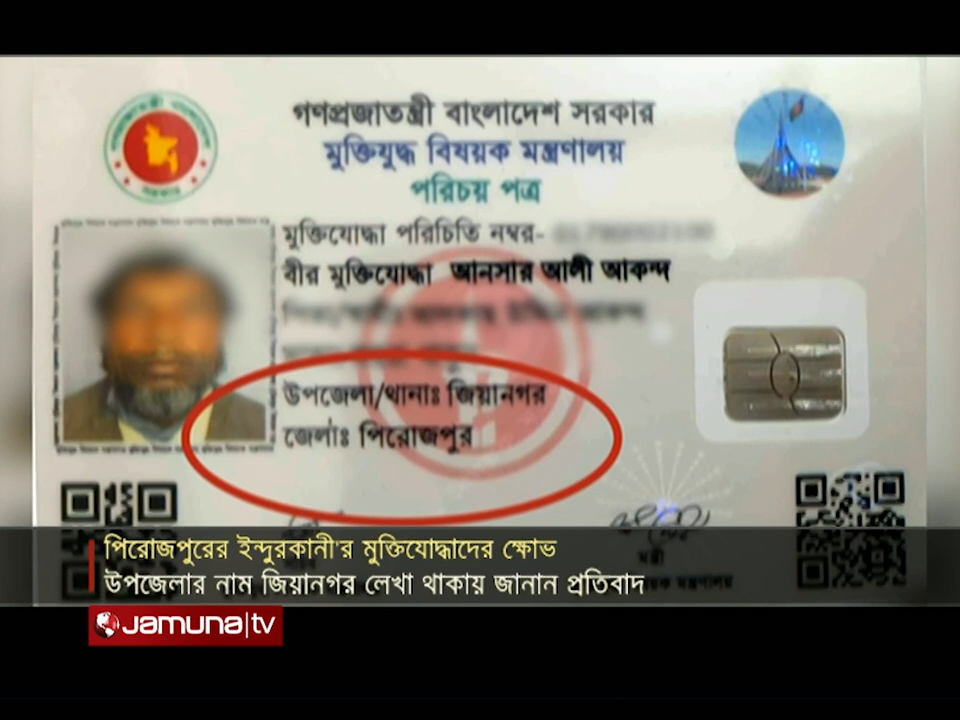 গণপ্রজাতন্ত্রী বাংলাদেশ সরকার
মুক্তিযুদ্ধ বিষয়ক মন্ত্রণালয়
পরিচয় পত্র
মুক্তিযোদ্ধা পরিচিতি নম্বর-
বীর মুক্তিযোদ্ধা আনসার আলী আকন্দ
উপজেলা/থানাঃ জিয়ানগর
জেলাঃ পিরোজপুর
মন্ত্রী
পিরোজপুরের ইন্দুরকানী'র মুক্তিযোদ্ধাদের ক্ষোভ
উপজেলার নাম জিয়ানগর লেখা থাকায় জানান প্রতিবাদ
JAMUNA|tv